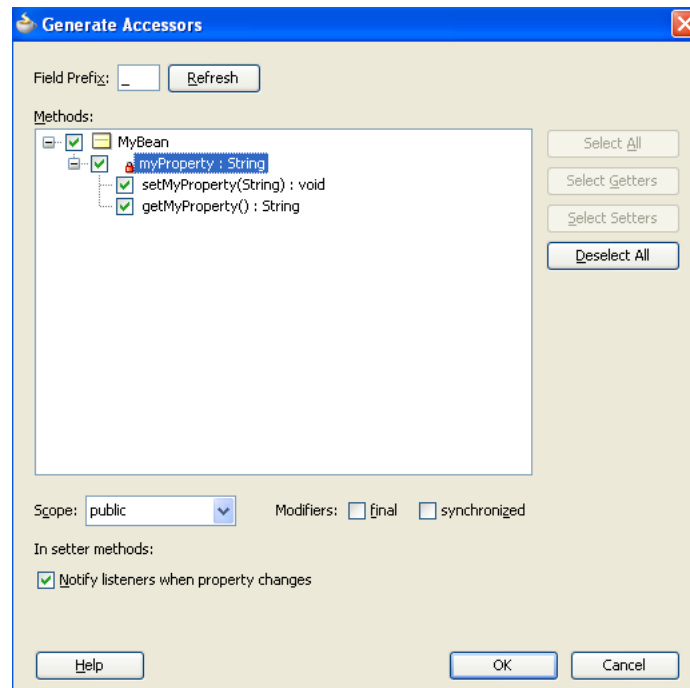 Generate Accessors
Field Prefix: _ Refresh
Methods:
MyBean
myProperty : String
setMyProperty(String) : void
getMyProperty() : String
Select All
Select Getters
Select Setters
Deselect All
Scope: public Modifiers: final synchronized
In setter methods:
Notify listeners when property changes
Help OK Cancel